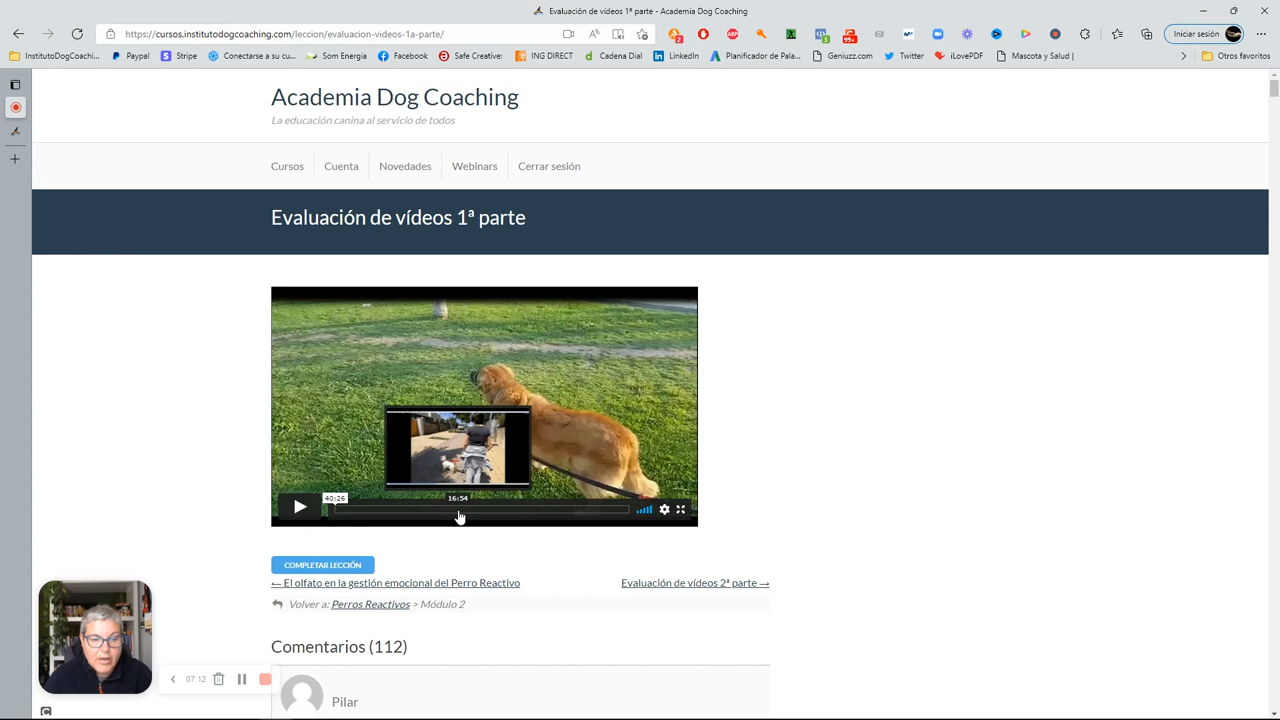 Evaluación de vídeos 1ª parte - Academia Dog Coaching
https://cursos.institutodogcoaching.com/leccion/evaluacion-videos-1a-parte/
Iniciar sesión
InstitutoDogCoachi...
Paypal
Stripe
Conectarse a su cu...
Som Energia
Facebook
Safe Creative:
ING DIRECT
Cadena Dial
LinkedIn
Planificador de Pala...
Geniuzz.com
Twitter
iLovePDF
Mascota y Salud |
Otros favoritos
Academia Dog Coaching
La educación canina al servicio de todos
Cursos
Cuenta
Novedades
Webinars
Cerrar sesión
Evaluación de vídeos 1ª parte
40:26
16:54
COMPLETAR LECCIÓN
← El olfato en la gestión emocional del Perro Reactivo
Evaluación de vídeos 2ª parte →
Volver a: Perros Reactivos > Módulo 2
Comentarios (112)
07:12
Pilar